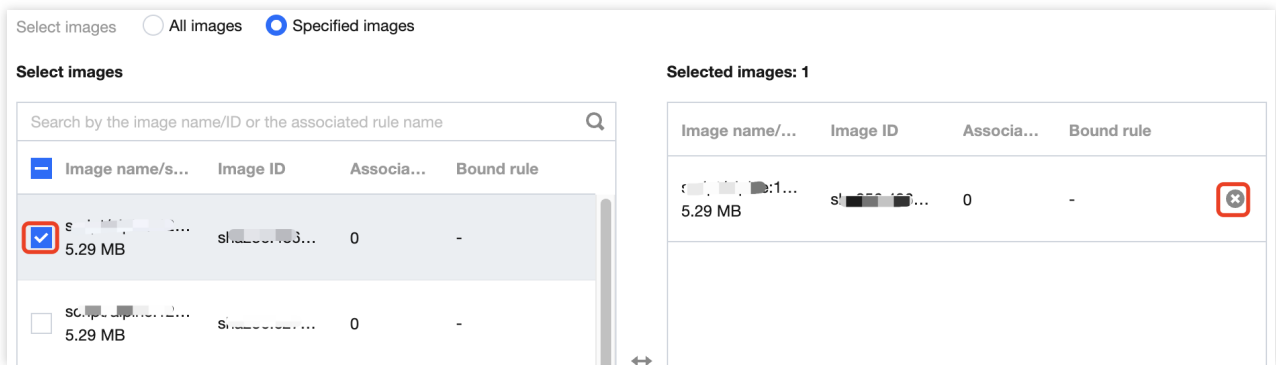 Select images All images Specified images
Select images
Search by the image name/ID or the associated rule name
Image name/s... Image ID Associa... Bound rule
0 -
5.29 MB
0 -
5.29 MB
Selected images: 1
Image name/... Image ID Associa... Bound rule
0 -
5.29 MB